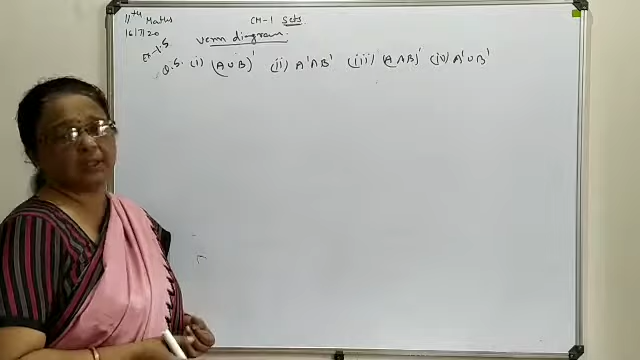 11th Maths CH-1 Sets
16/7/20 Venn diagram
Ex-1.5.
Q.5. (i) (A∪B)' (ii) A'∩B' (iii) (A∩B)' (iv) A'∪B'